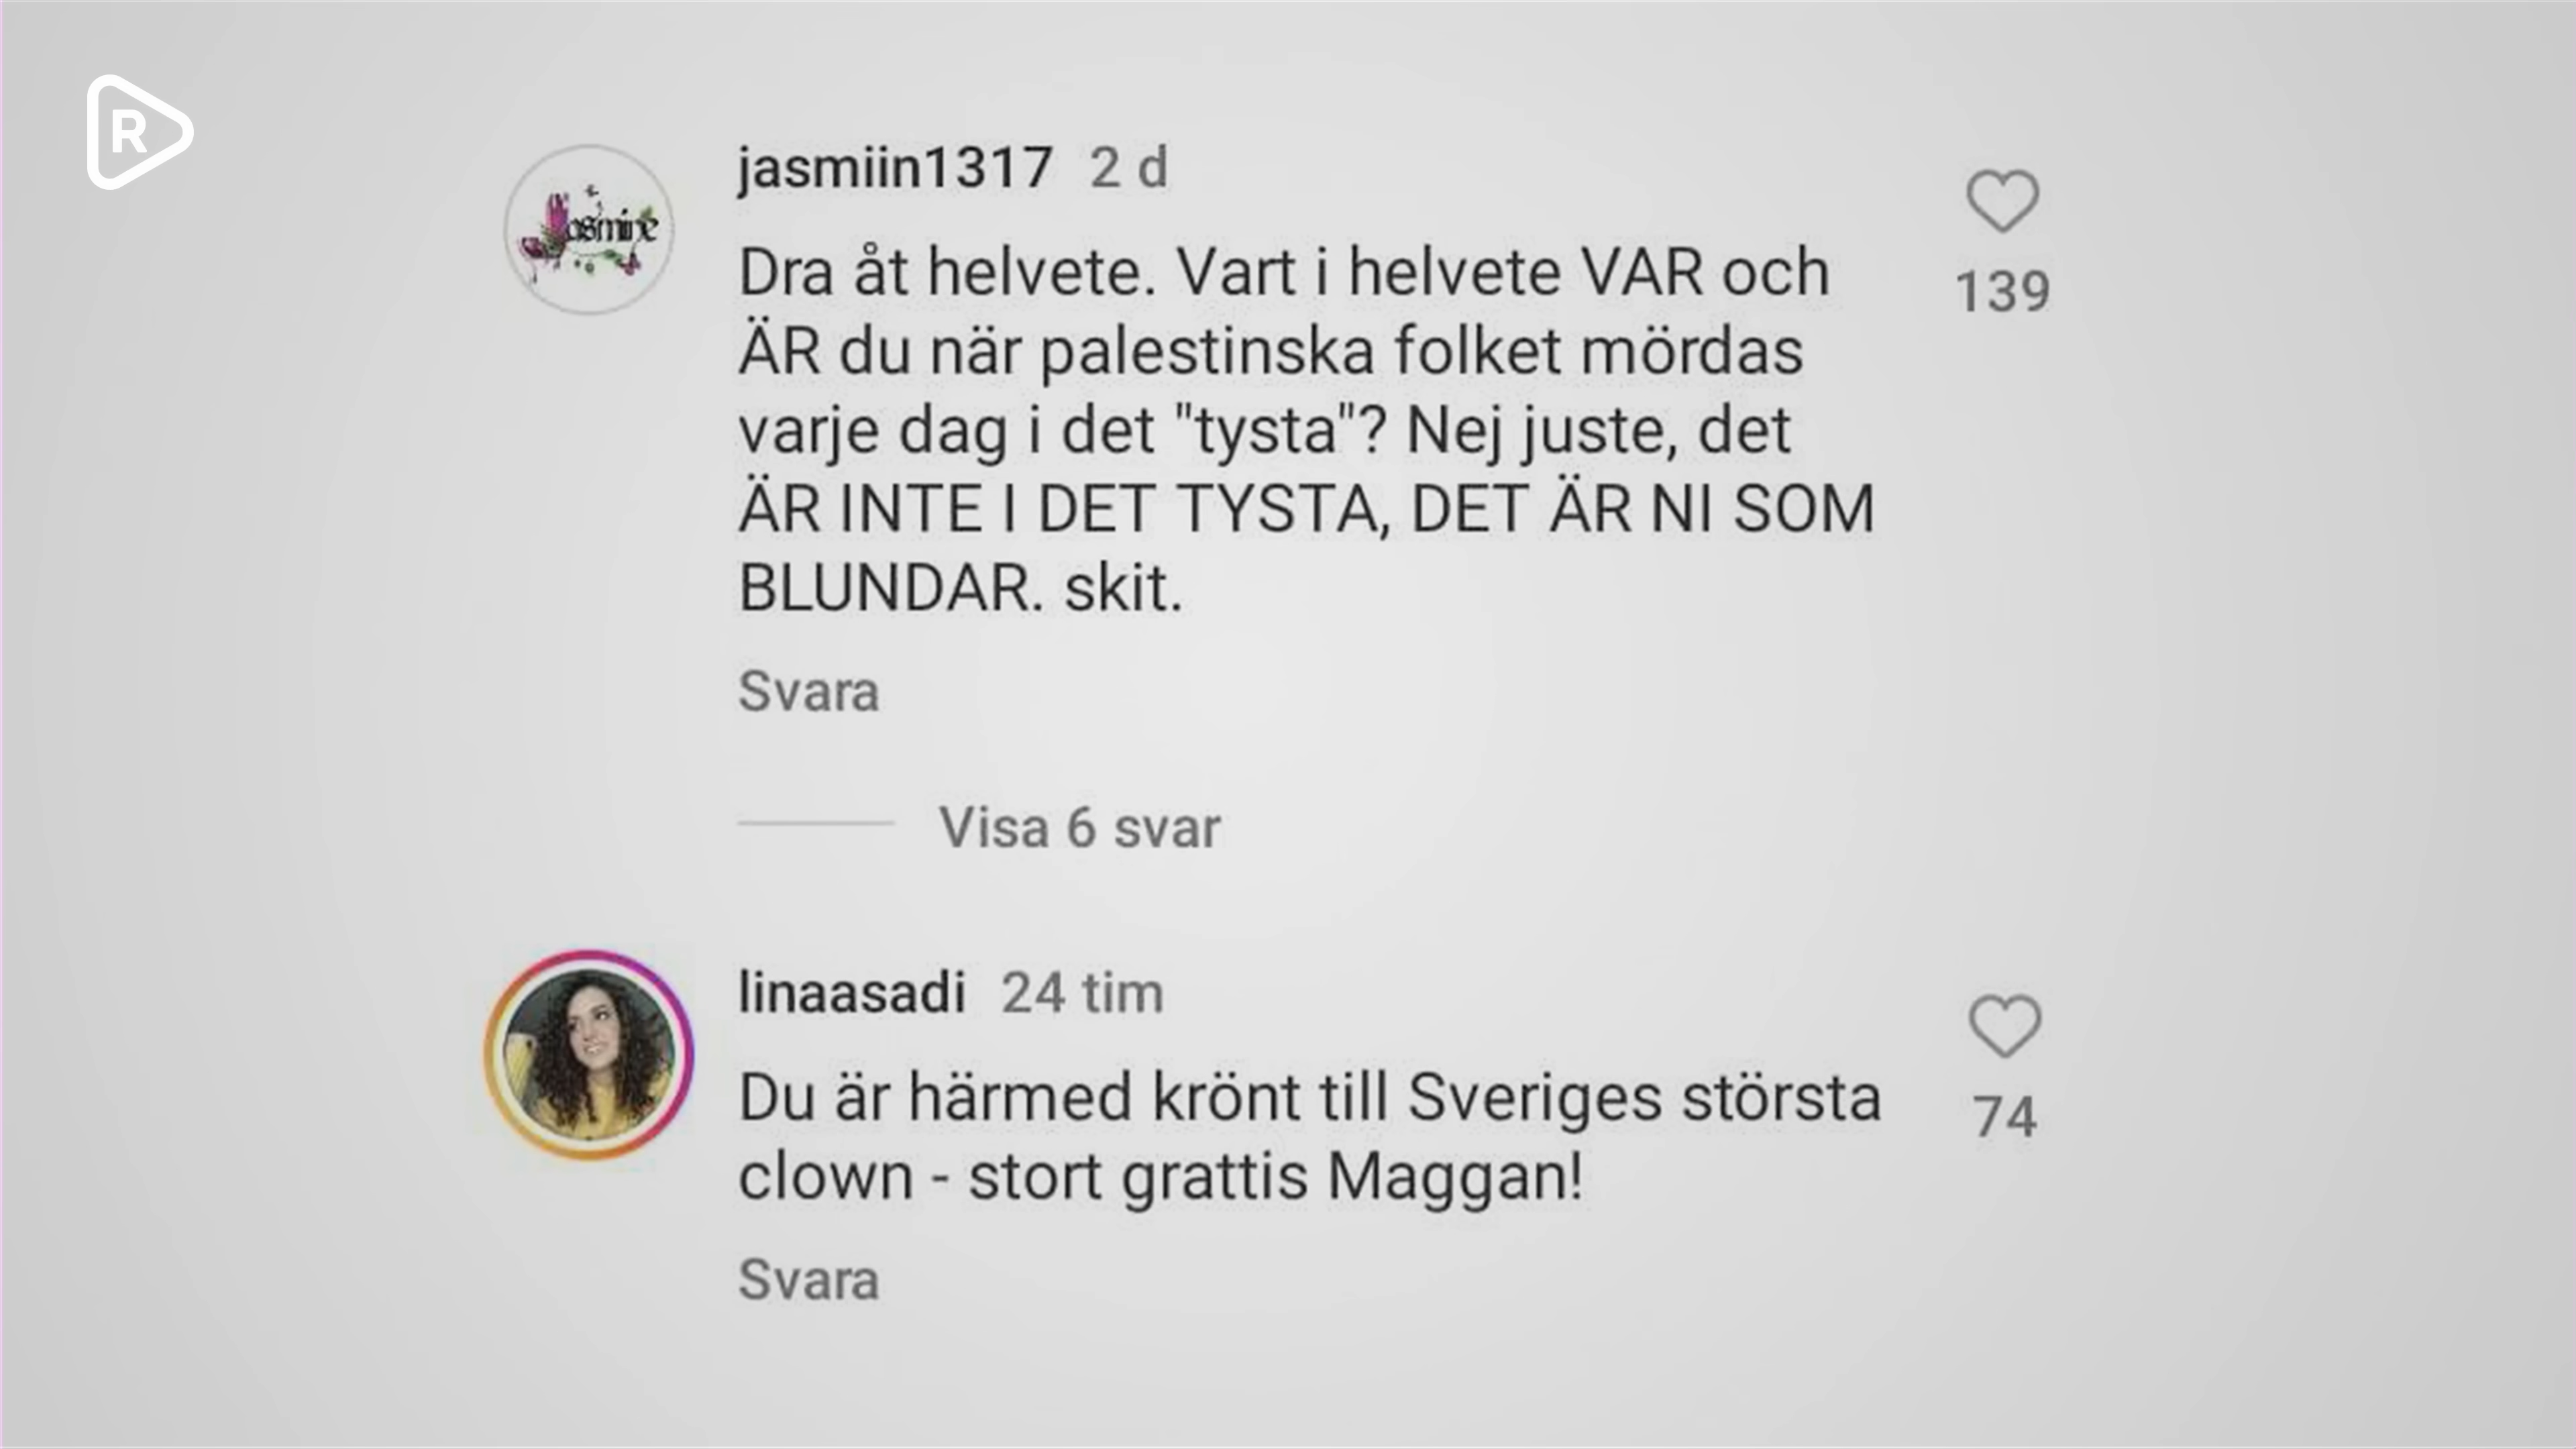 R
jasmiin1317 2 d
Jasmine
Dra åt helvete. Vart i helvete VAR och
139
ÄR du när palestinska folket mördas
varje dag i det "tysta"? Nej juste, det
ÄR INTE I DET TYSTA, DET ÄR NI SOM
BLUNDAR. skit.
Svara
Visa 6 svar
linaasadi 24 tim
Du är härmed krönt till Sveriges största
74
clown - stort grattis Maggan!
Svara